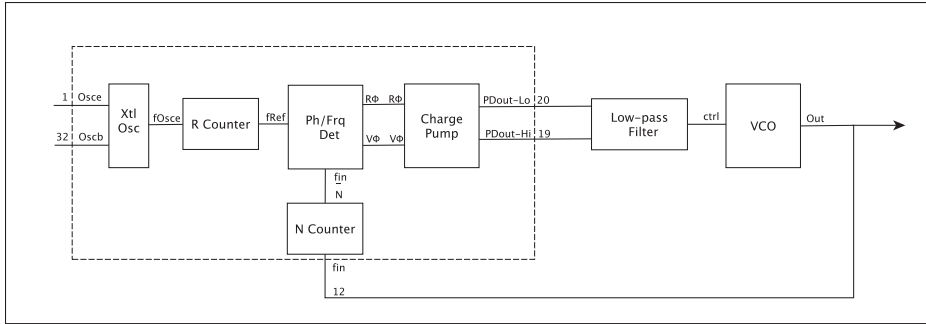 1 Osce
32 Oscb
Xtl
Osc
fOsce
R Counter
fRef
Ph/Frq
Det
RΦ RΦ
VΦ VΦ
Charge
Pump
PDout-Lo 20
PDout-Hi 19
Low-pass
Filter
ctrl
VCO
Out
fin
N
N Counter
fin
12